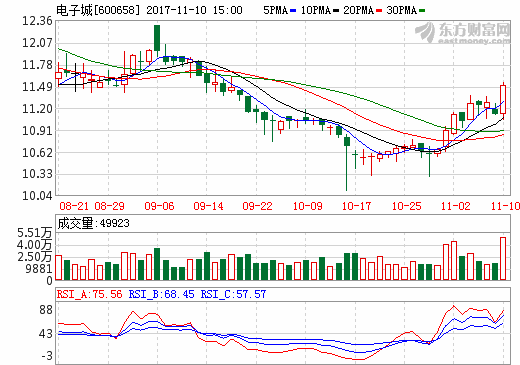 电子城[600658] 2017-11-10 15:00 5PMA 10PMA 20PMA 30PMA
东方财富网
eastmoney.com
12.36
12.07
11.78
11.49
11.20
10.91
10.62
10.33
10.04
08-21 08-29 09-06 09-14 09-22 10-09 10-17 10-25 11-02 11-10
成交量:49923
5.51万
4.00万
2.50万
9881
0
RSI_A:75.56 RSI_B:68.45 RSI_C:57.57
88
43
-3